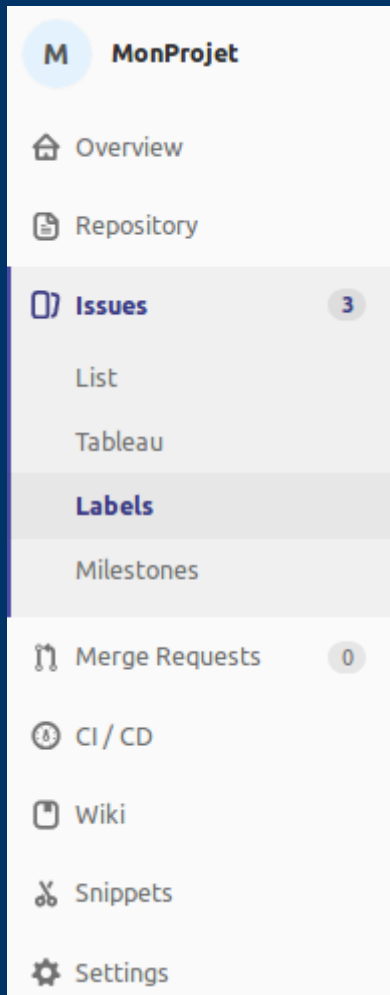 M MonProjet
Overview
Repository
Issues 3
List
Tableau
Labels
Milestones
Merge Requests 0
CI / CD
Wiki
Snippets
Settings